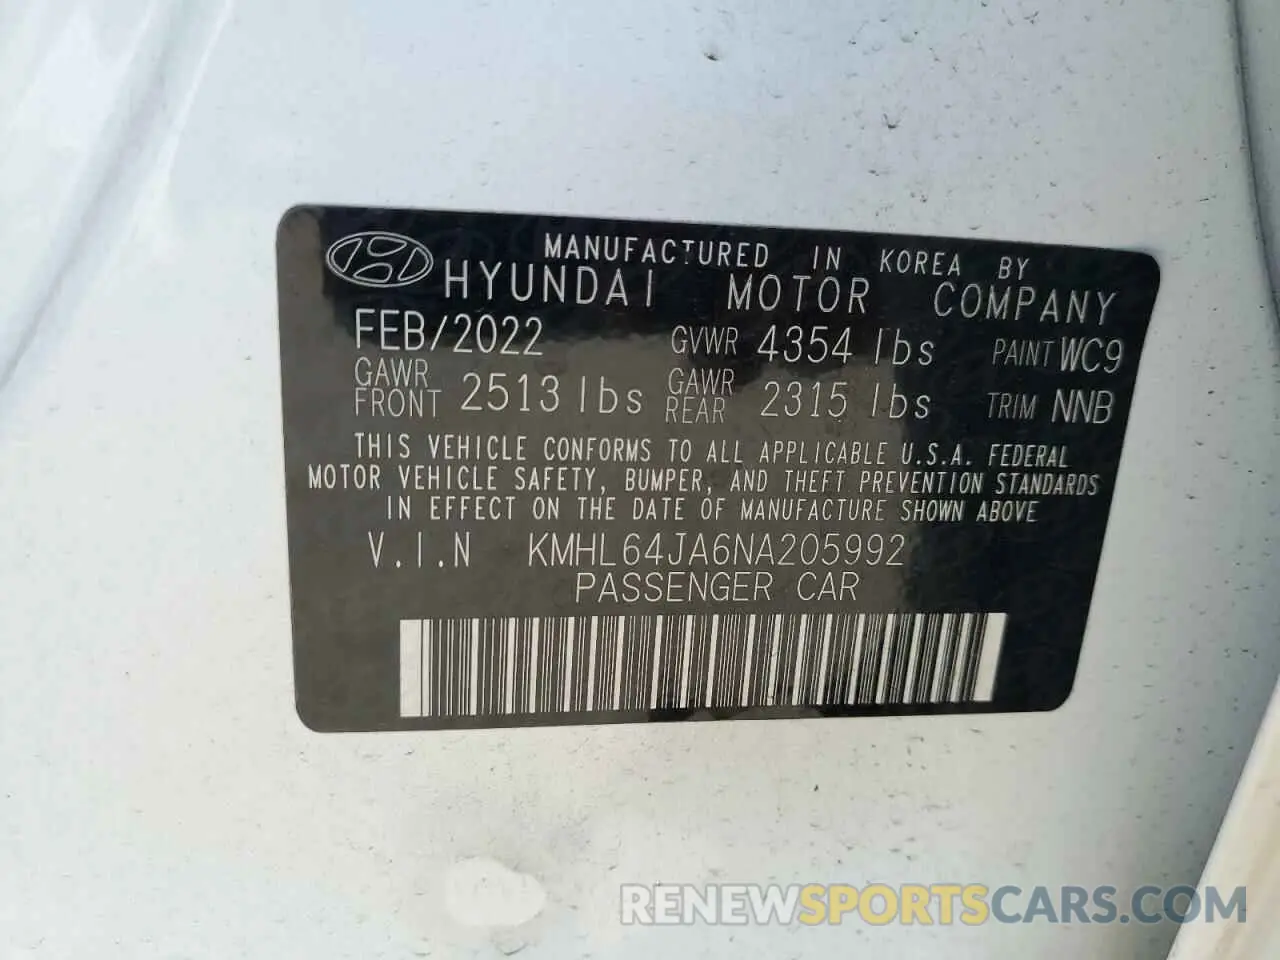 MANUFACTURED IN KOREA BY
HYUNDAI MOTOR COMPANY
FEB/2022 GVWR 4354 lbs PAINT WC9
GAWR FRONT 2513 lbs GAWR REAR 2315 lbs TRIM NNB
THIS VEHICLE CONFORMS TO ALL APPLICABLE U.S.A. FEDERAL
MOTOR VEHICLE SAFETY, BUMPER, AND THEFT PREVENTION STANDARDS
IN EFFECT ON THE DATE OF MANUFACTURE SHOWN ABOVE
V.I.N KMHL64JA6NA205992
PASSENGER CAR
RENEWSPORTSCARS.COM